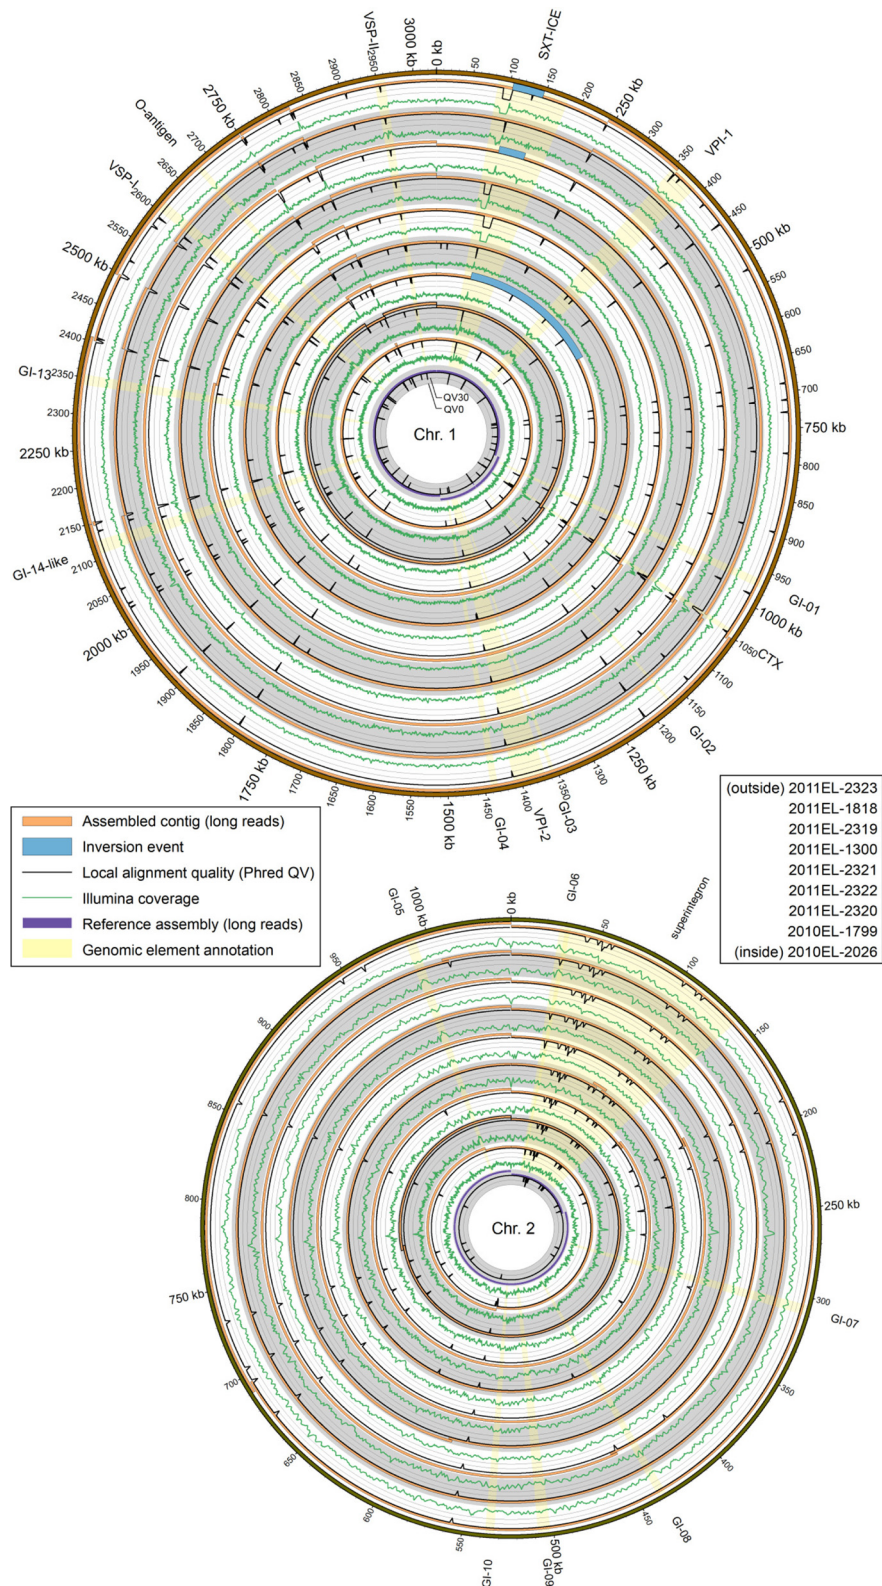 0 kb
50
100
SXT-ICE
150
200
250 kb
300
350
VPI-1
400
450
500 kb
550
600
650
700
750 kb
800
850
900
950
GI-01
1000 kb
1050
CTX
1100
1150
GI-02
1200
1250 kb
1300
1350
GI-03
1400
VPI-2
1450
GI-04
1500 kb
1550
1600
1650
1700
1750 kb
1800
1850
1900
1950
2000 kb
2050
2100
GI-14-like
2150
2200
2250 kb
2300
2350
GI-13
2400
2450
2500 kb
2550
2600
VSP-I
2650
O-antigen
2700
2750 kb
2800
2850
2900
2950
VSP-II
3000 kb
QV30
QV0
Chr. 1
Assembled contig (long reads)
Inversion event
Local alignment quality (Phred QV)
Illumina coverage
Reference assembly (long reads)
Genomic element annotation
(outside) 2011EL-2323
2011EL-1818
2011EL-2319
2011EL-1300
2011EL-2321
2011EL-2322
2011EL-2320
2010EL-1799
(inside) 2010EL-2026
0 kb
GI-06
50
superintegron
100
150
200
250 kb
300
GI-07
350
400
GI-08
450
500 kb
GI-09
GI-10
550
600
650
700
750 kb
800
850
900
950
GI-05
1000 kb
Chr. 2